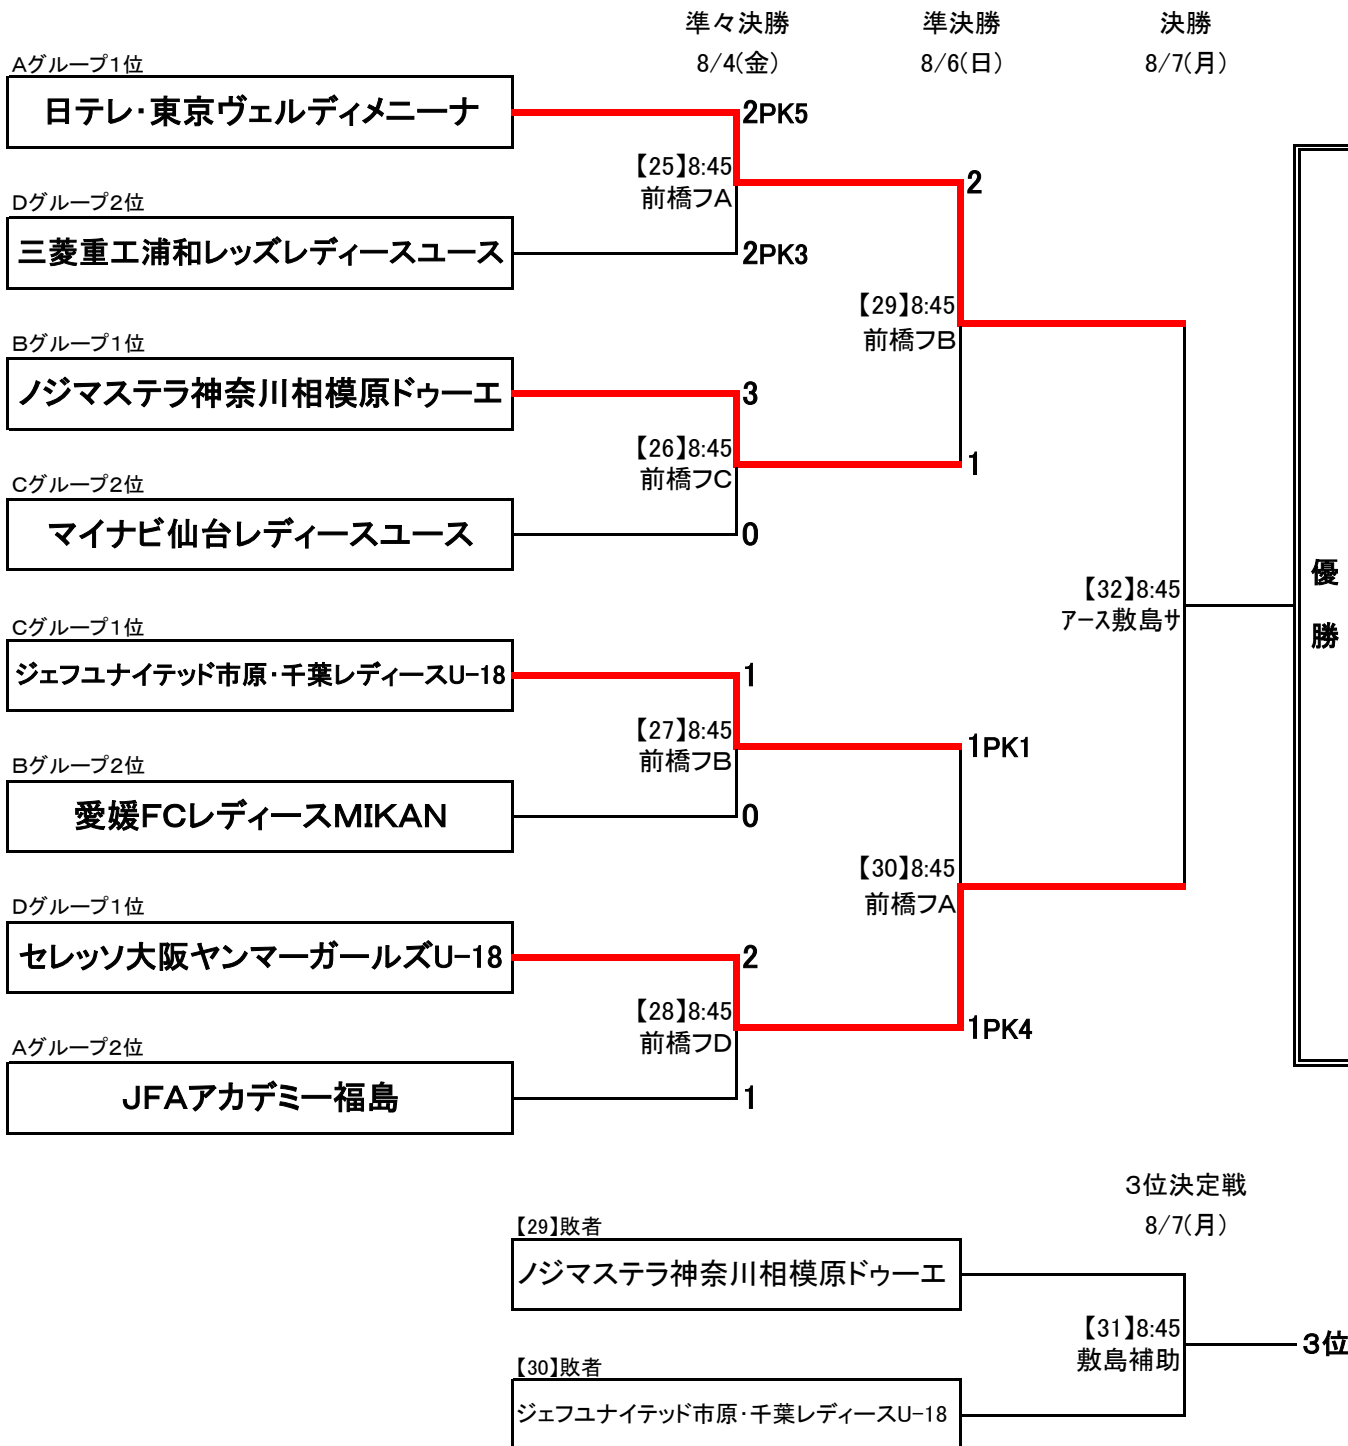 準々決勝 準決勝 決勝
8/4(金) 8/6(日) 8/7(月)
Aグループ1位
日テレ・東京ヴェルディメニーナ
2PK5
【25】8:45
前橋フA
2
Dグループ2位
三菱重工浦和レッズレディースユース
2PK3
【29】8:45
前橋フB
Bグループ1位
ノジマステラ神奈川相模原ドゥーエ
3
【26】8:45
前橋フC
1
Cグループ2位
マイナビ仙台レディースユース
0
【32】8:45
アース敷島サ
優
勝
Cグループ1位
ジェフユナイテッド市原・千葉レディースU-18
1
【27】8:45
前橋フB
1PK1
Bグループ2位
愛媛FCレディースMIKAN
0
【30】8:45
前橋フA
Dグループ1位
セレッソ大阪ヤンマーガールズU-18
2
【28】8:45
前橋フD
1PK4
Aグループ2位
JFAアカデミー福島
1
3位決定戦
8/7(月)
【29】敗者
ノジマステラ神奈川相模原ドゥーエ
【31】8:45
敷島補助
3位
【30】敗者
ジェフユナイテッド市原・千葉レディースU-18